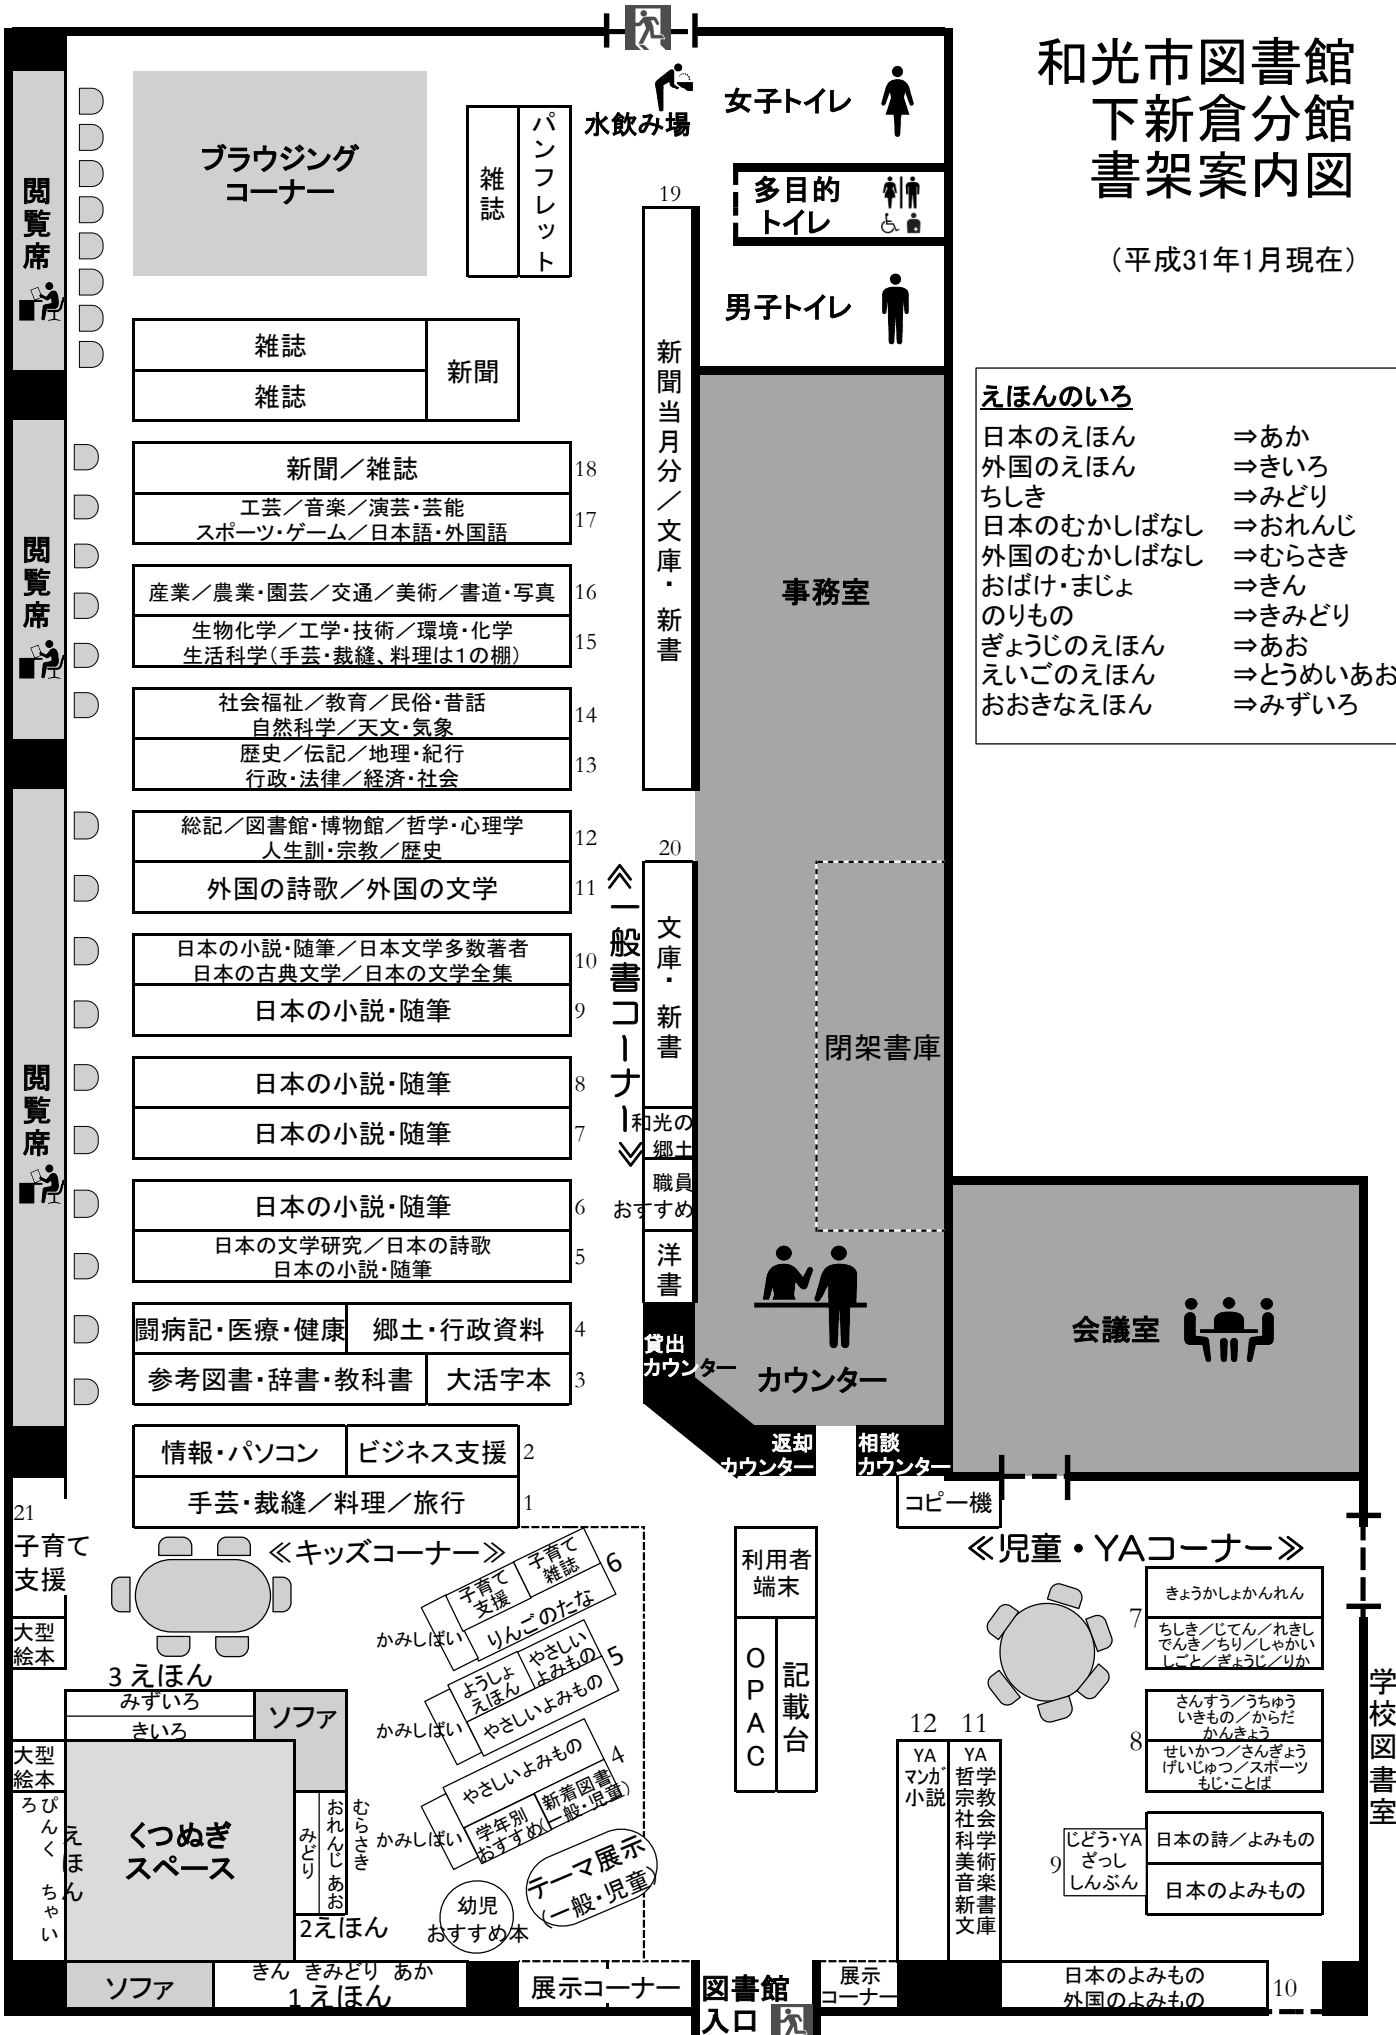 和光市図書館
下新倉分館
書架案内図
（平成31年1月現在）
えほんのいろ
日本のえほん ⇒あか
外国のえほん ⇒きいろ
ちしき ⇒みどり
日本のむかしばなし ⇒おれんじ
外国のむかしばなし ⇒むらさき
おばけ・まじょ ⇒きん
のりもの ⇒きみどり
ぎょうじのえほん ⇒あお
えいごのえほん ⇒とうめいあお
おおきなえほん ⇒みずいろ
水飲み場
女子トイレ
多目的
トイレ
男子トイレ
閲覧席
ブラウジング
コーナー
雑誌
パンフレット
雑誌
雑誌
新聞
19
新聞当月分／文庫・新書
新聞／雑誌
18
工芸／音楽／演芸・芸能
スポーツ・ゲーム／日本語・外国語
17
閲覧席
産業／農業・園芸／交通／美術／書道・写真
16
生物化学／工学・技術／環境・化学
生活科学（手芸・裁縫、料理は1の棚）
15
社会福祉／教育／民俗・昔話
自然科学／天文・気象
14
歴史／伝記／地理・紀行
行政・法律／経済・社会
13
総記／図書館・博物館／哲学・心理学
人生訓・宗教／歴史
12
外国の詩歌／外国の文学
11
日本の小説・随筆／日本文学多数著者
日本の古典文学／日本の文学全集
10
日本の小説・随筆
9
閲覧席
日本の小説・随筆
8
日本の小説・随筆
7
日本の小説・随筆
6
日本の文学研究／日本の詩歌
日本の小説・随筆
5
闘病記・医療・健康
郷土・行政資料
4
参考図書・辞書・教科書
大活字本
3
情報・パソコン
ビジネス支援
2
手芸・裁縫／料理／旅行
1
≪一般書コーナー≫
20
文庫・新書
和光の
郷土
職員
おすすめ
洋書
事務室
閉架書庫
カウンター
貸出
カウンター
返却
カウンター
相談
カウンター
会議室
コピー機
21
子育て
支援
大型
絵本
≪キッズコーナー≫
3 えほん
みずいろ
きいろ
ソファ
大型
絵本
えほん
ぴんく ちゃいろ
くつぬぎ
スペース
みどり
おれんじ あお
むらさき
2えほん
ソファ
きん きみどり あか
1 えほん
子育て
支援
子育て
雑誌
6
かみしばい
りんごのたな
ようしょ
えほん
やさしい
よみもの
5
かみしばい
やさしいよみもの
やさしいよみもの
4
かみしばい
学年別
おすすめ
新着図書
（一般・児童）
テーマ展示
（一般・児童）
幼児
おすすめ本
展示コーナー
図書館
入口
展示
コーナー
利用者
端末
OPAC
記載台
≪児童・YAコーナー≫
きょうかしょかんれん
7
ちしき／じてん／れきし
でんき／ちり／しゃかい
しごと／ぎょうじ／りか
さんすう／うちゅう
いきもの／からだ
かんきょう
8
せいかつ／さんぎょう
げいじゅつ／スポーツ
もじ・ことば
9
じどう・YA
ざっし
しんぶん
日本の詩／よみもの
日本のよみもの
12
YA
マンガ
小説
11
YA
哲学
宗教
社会
科学
美術
音楽
新書
文庫
日本のよみもの
外国のよみもの
10
学校図書室